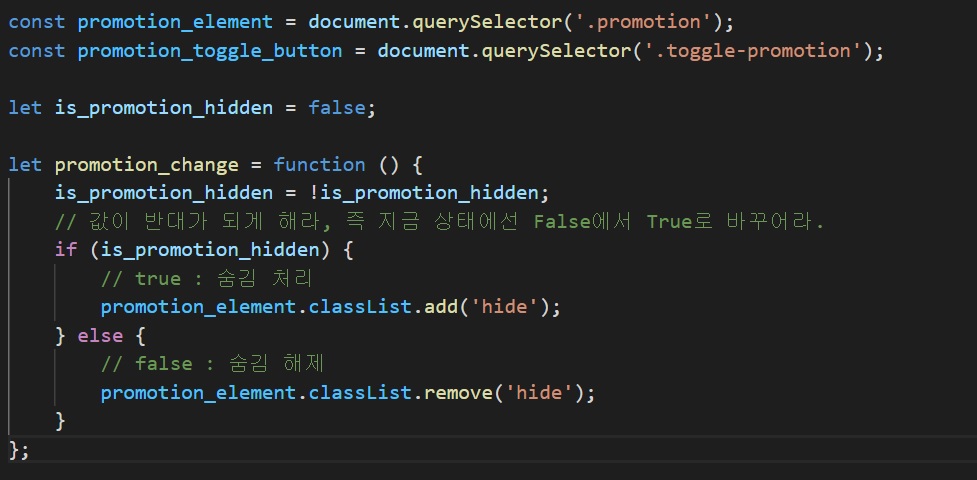 const promotion_element = document.querySelector('.promotion');
const promotion_toggle_button = document.querySelector('.toggle-promotion');
let is_promotion_hidden = false;
let promotion_change = function () {
    is_promotion_hidden = !is_promotion_hidden;
    // 값이 반대가 되게 해라, 즉 지금 상태에선 False에서 True로 바꾸어라.
    if (is_promotion_hidden) {
        // true : 숨김 처리
        promotion_element.classList.add('hide');
    } else {
        // false : 숨김 해제
        promotion_element.classList.remove('hide');
    }
};